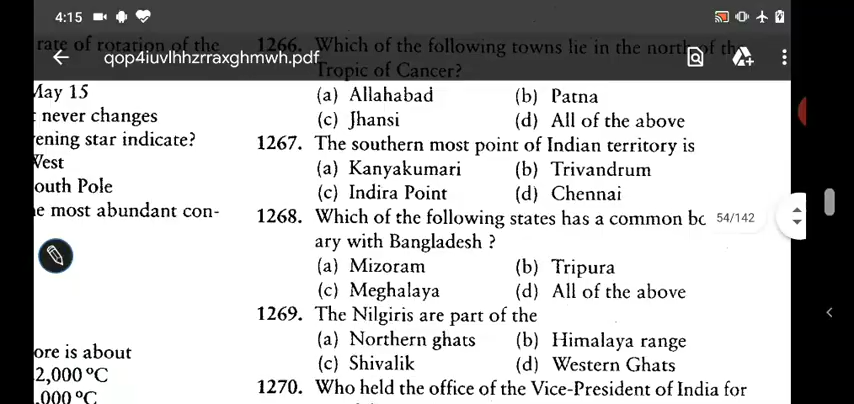 4:15
rate of rotation of the
qop4iuvlhhzrraxghmwh.pdf
May 15
t never changes
vening star indicate?
West
outh Pole
e most abundant con-
ore is about
2,000 °C
,000 °C
1266. Which of the following towns lie in the north of th
Tropic of Cancer?
(a) Allahabad (b) Patna
(c) Jhansi (d) All of the above
1267. The southern most point of Indian territory is
(a) Kanyakumari (b) Trivandrum
(c) Indira Point (d) Chennai
1268. Which of the following states has a common bo
ary with Bangladesh ?
(a) Mizoram (b) Tripura
(c) Meghalaya (d) All of the above
1269. The Nilgiris are part of the
(a) Northern ghats (b) Himalaya range
(c) Shivalik (d) Western Ghats
1270. Who held the office of the Vice-President of India for
54/142